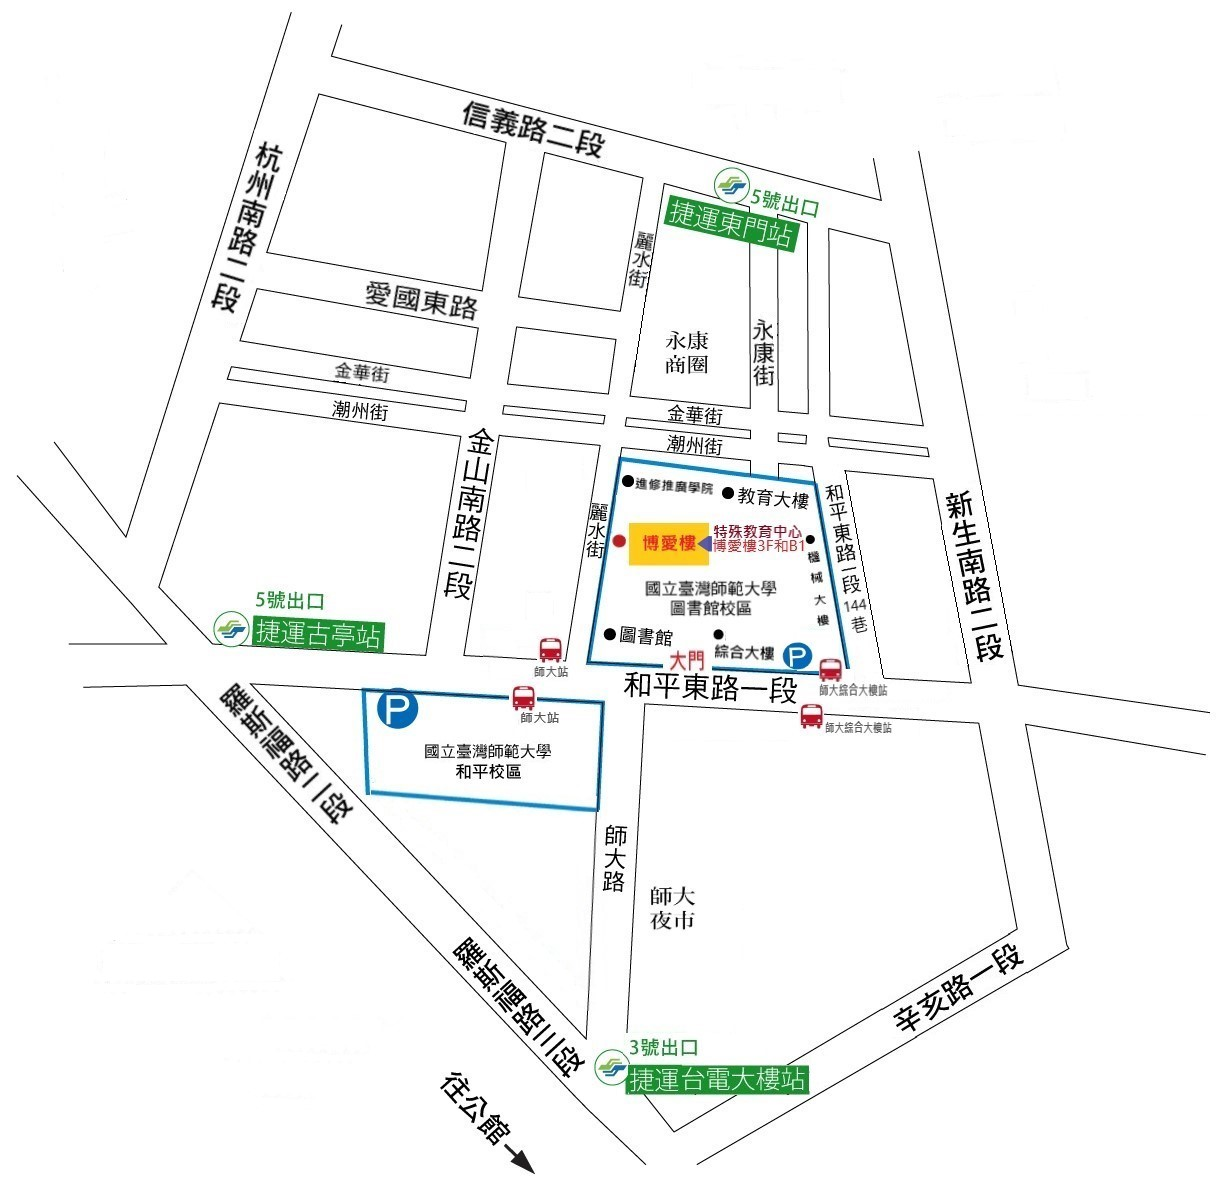 信義路二段
杭州南路二段
5號出口
捷運東門站
麗水街
愛國東路
永康
商圈
永康街
金華街
潮州街
金華街
潮州街
金山南路二段
進修推廣學院
教育大樓
和平東路一段
144
巷
新生南路二段
麗水街
博愛樓
特殊教育中心
博愛樓3F和B1
機械大樓
國立臺灣師範大學
圖書館校區
5號出口
捷運古亭站
圖書館
綜合大樓
P
大門
師大站
師大綜合大樓站
和平東路一段
師大站
師大綜合大樓站
P
羅斯福路二段
國立臺灣師範大學
和平校區
師大路
師大
夜市
羅斯福路三段
辛亥路一段
3號出口
捷運台電大樓站
往公館